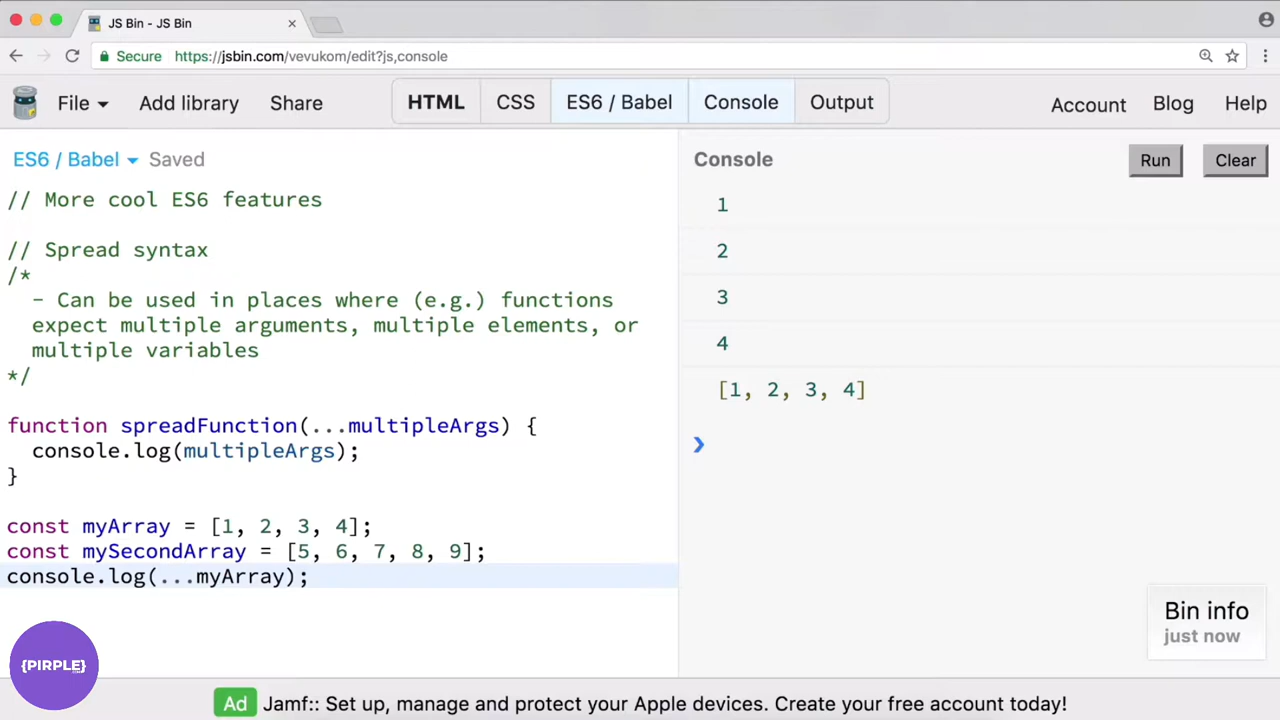 JS Bin - JS Bin
Secure https://jsbin.com/vevukom/edit?js,console
File Add library Share HTML CSS ES6 / Babel Console Output Account Blog Help
ES6 / Babel Saved
// More cool ES6 features
// Spread syntax
/*
- Can be used in places where (e.g.) functions
expect multiple arguments, multiple elements, or
multiple variables
*/
function spreadFunction(...multipleArgs) {
console.log(multipleArgs);
}
const myArray = [1, 2, 3, 4];
const mySecondArray = [5, 6, 7, 8, 9];
console.log(...myArray);
Console Run Clear
1
2
3
4
[1, 2, 3, 4]
Bin info
just now
{PIRPLE}
Ad Jamf:: Set up, manage and protect your Apple devices. Create your free account today!